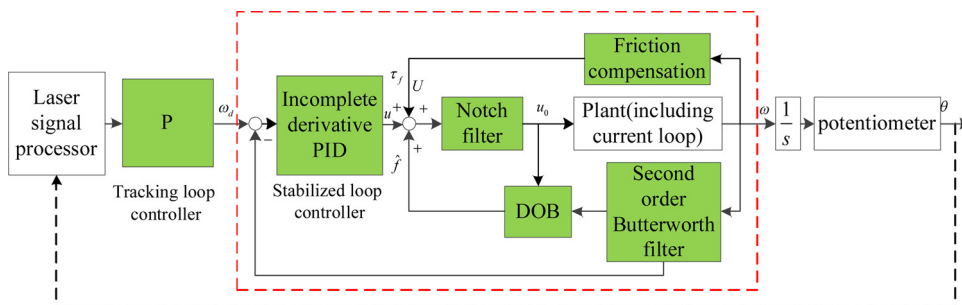 Laser
signal
processor
P
Tracking loop
controller
ω_d
−
Incomplete
derivative
PID
Stabilized loop
controller
u
+
τ_f
U
+
+
f̂
Notch
filter
u_0
Friction
compensation
Plant(including
current loop)
DOB
Second
order
Butterworth
filter
ω
1
s
potentiometer
θ